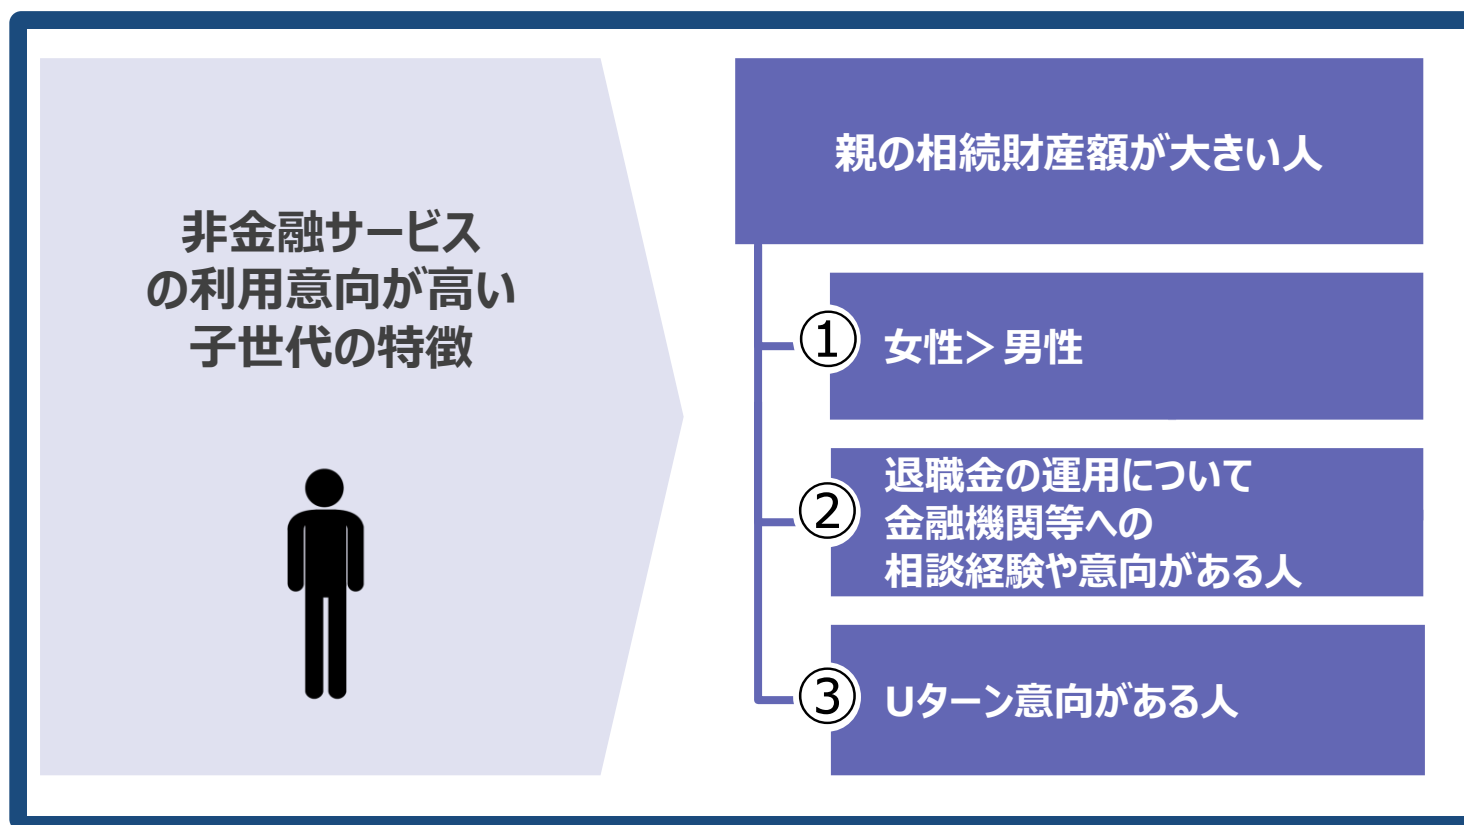 非金融サービス
の利用意向が高い
子世代の特徴
親の相続財産額が大きい人
① 女性＞男性
② 退職金の運用について
金融機関等への
相談経験や意向がある人
③ Uターン意向がある人